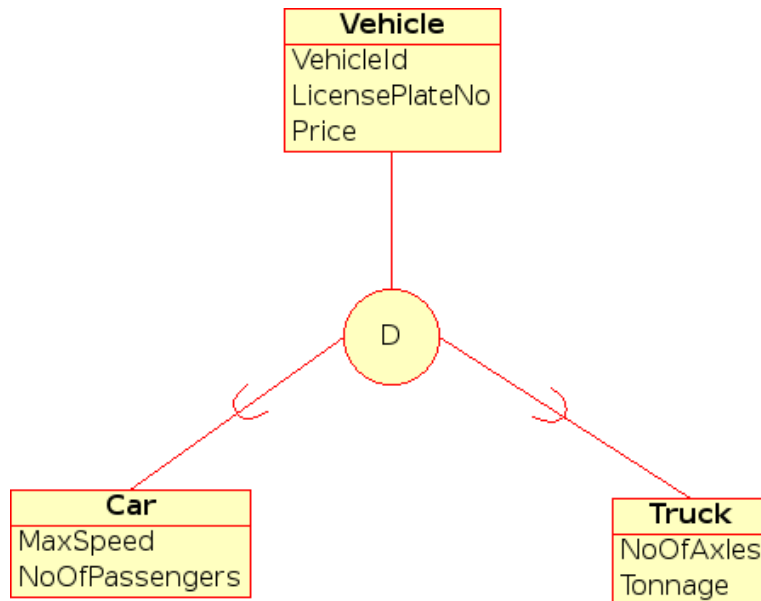 Vehicle
VehicleId
LicensePlateNo
Price
D
Car
MaxSpeed
NoOfPassengers
Truck
NoOfAxles
Tonnage